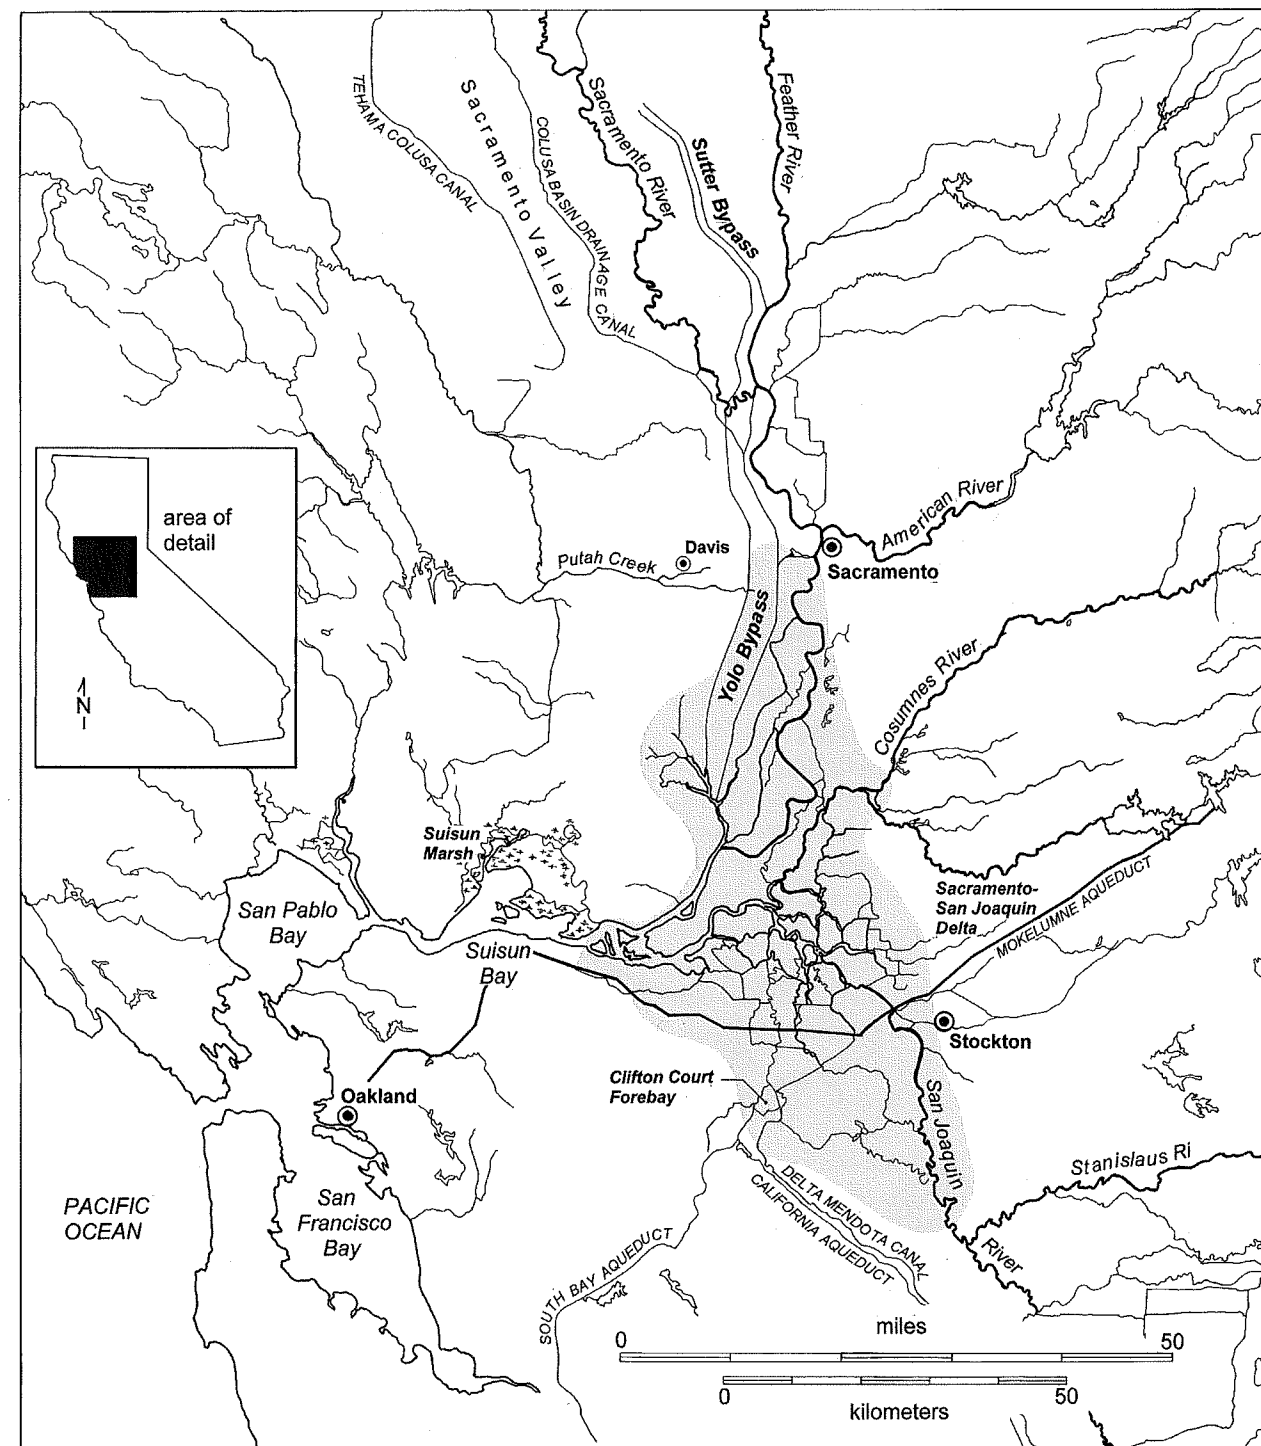 TEHAMA COLUSA CANAL
Sacramento Valley
COLUSA BASIN DRAINAGE CANAL
Sacramento River
Sutter Bypass
Feather River
area of
detail
N
Putah Creek
Davis
American River
Sacramento
Yolo Bypass
Cosumnes River
Suisun
Marsh
San Pablo
Bay
Suisun
Bay
Sacramento-
San Joaquin
Delta
MOKELUMNE AQUEDUCT
Stockton
Clifton Court
Forebay
Oakland
San Joaquin
River
Stanislaus Ri
PACIFIC
OCEAN
San
Francisco
Bay
DELTA MENDOTA CANAL
CALIFORNIA AQUEDUCT
SOUTH BAY AQUEDUCT
miles
0 50
0 50
kilometers